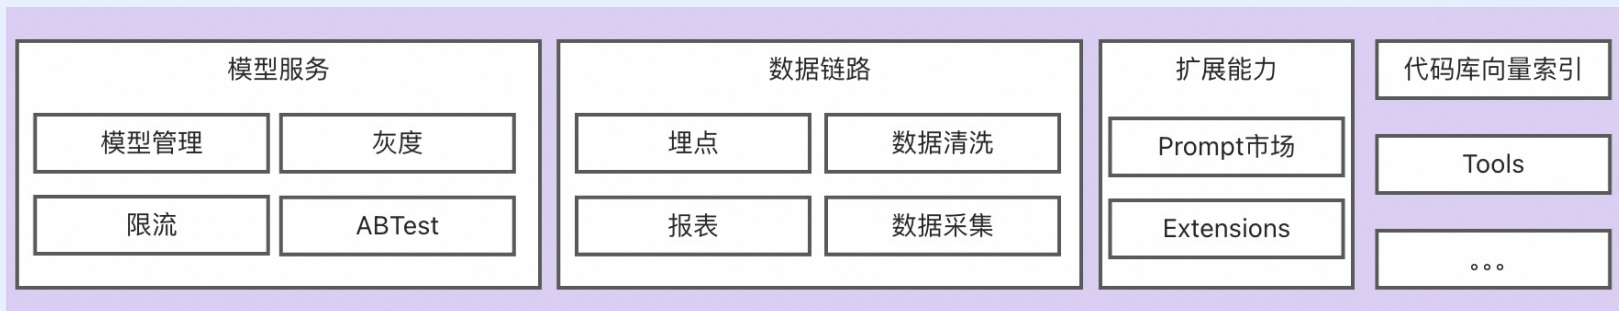 模型服务
模型管理
灰度
限流
ABTest
数据链路
埋点
数据清洗
报表
数据采集
扩展能力
Prompt市场
Extensions
代码库向量索引
Tools
。。。